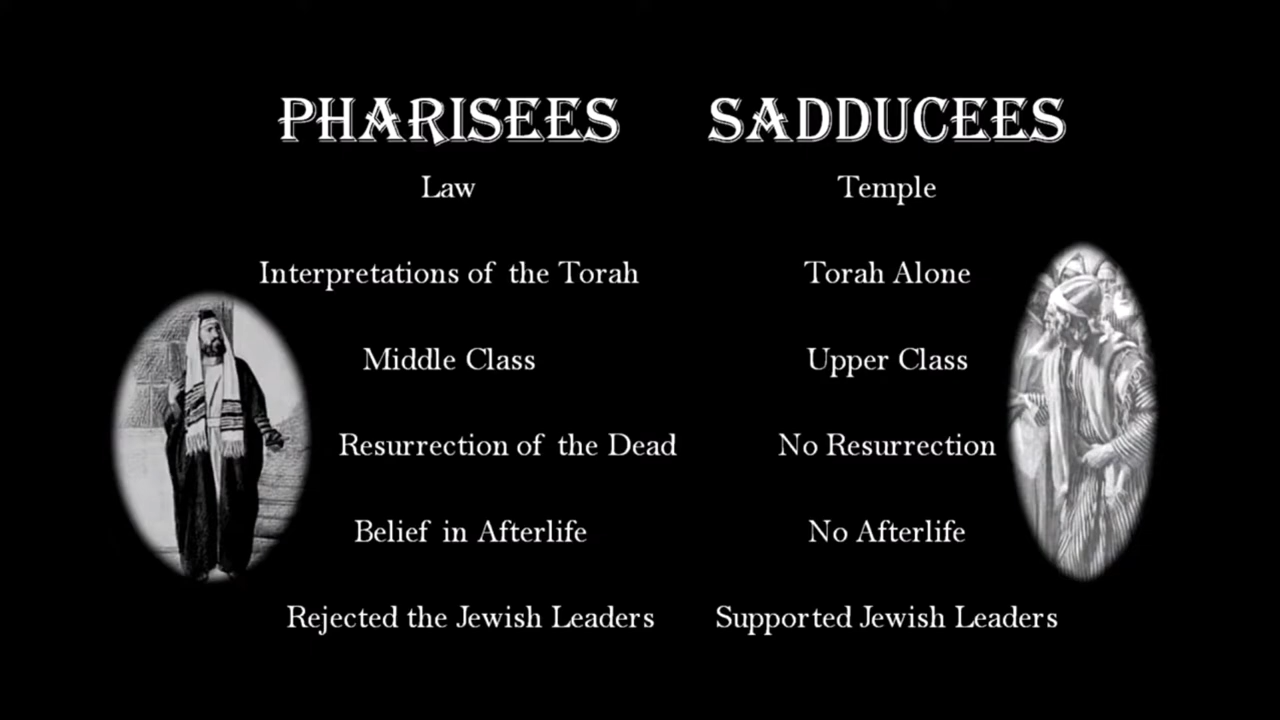 PHARISEES SADDUCEES
Law Temple
Interpretations of the Torah Torah Alone
Middle Class Upper Class
Resurrection of the Dead No Resurrection
Belief in Afterlife No Afterlife
Rejected the Jewish Leaders Supported Jewish Leaders